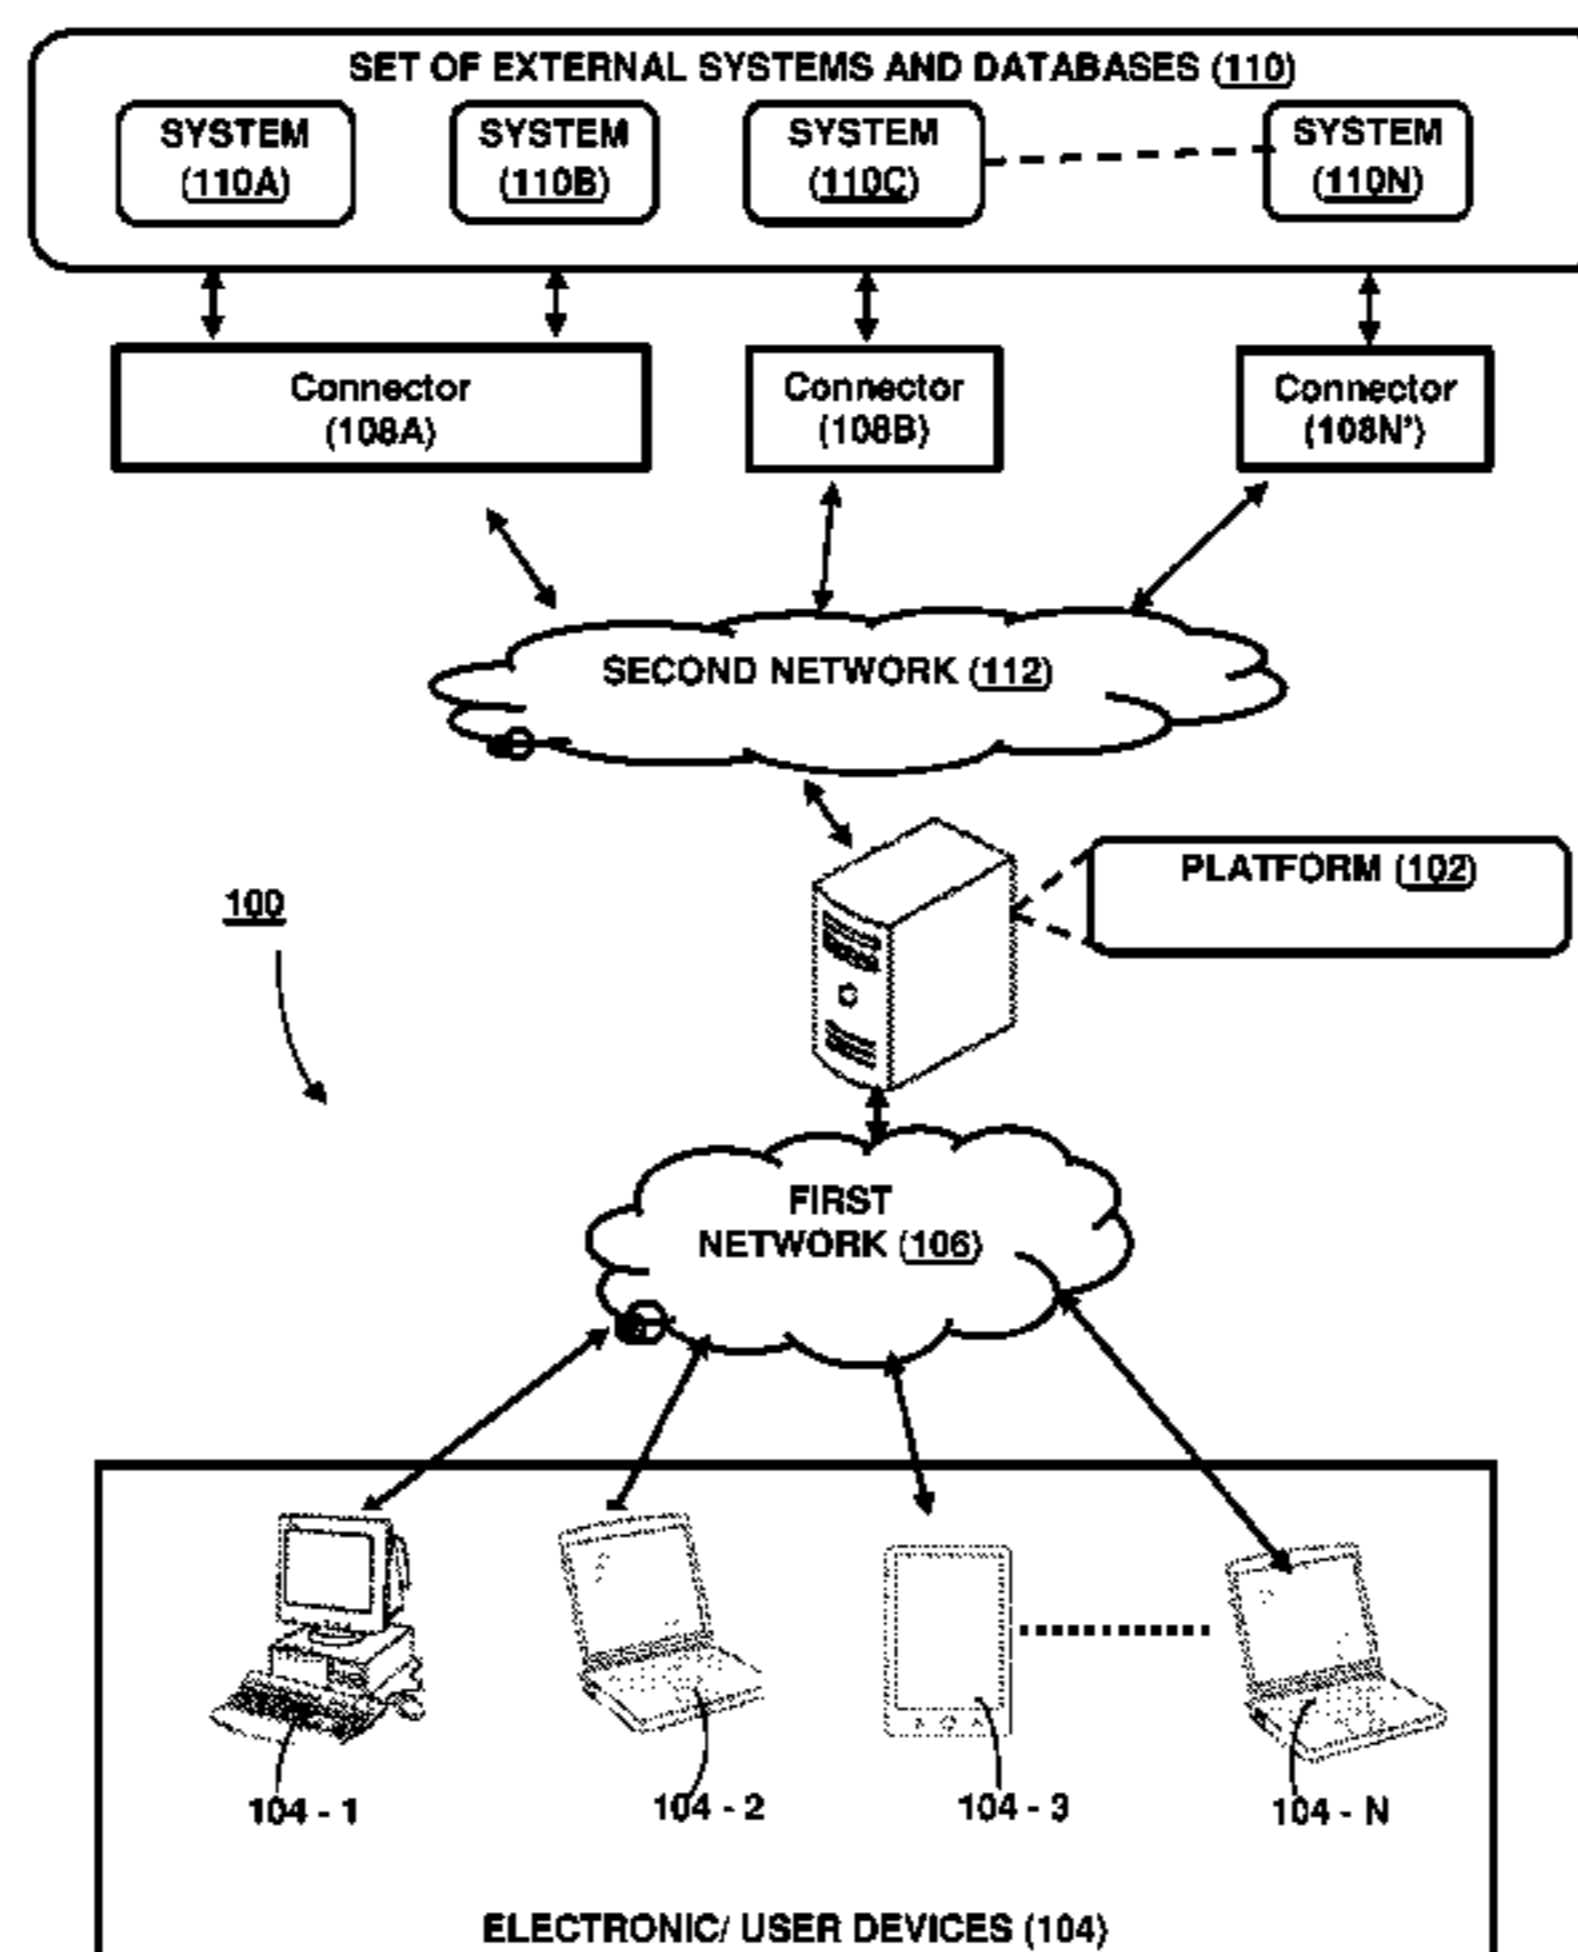 SET OF EXTERNAL SYSTEMS AND DATABASES (110)
SYSTEM
(110A)
SYSTEM
(110B)
SYSTEM
(110C)
SYSTEM
(110N)
Connector
(108A)
Connector
(108B)
Connector
(108N')
SECOND NETWORK (112)
PLATFORM (102)
100
FIRST
NETWORK (106)
104 - 1
104 - 2
104 - 3
104 - N
ELECTRONIC/ USER DEVICES (104)